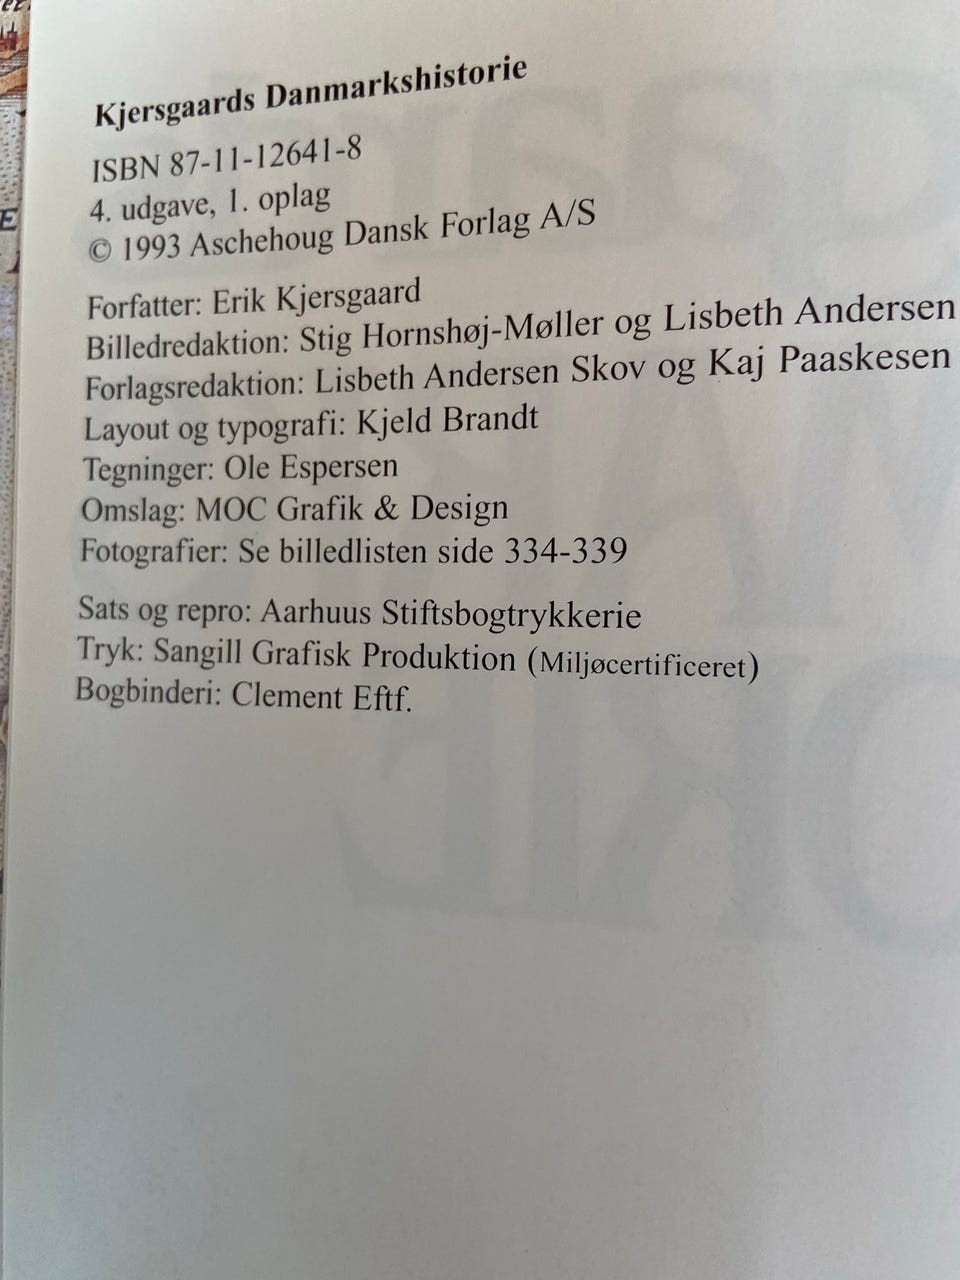 Kjersgaards Danmarkshistorie
ISBN 87-11-12641-8
4. udgave, 1. oplag
© 1993 Aschehoug Dansk Forlag A/S
Forfatter: Erik Kjersgaard
Billedredaktion: Stig Hornshøj-Møller og Lisbeth Andersen
Forlagsredaktion: Lisbeth Andersen Skov og Kaj Paaskesen
Layout og typografi: Kjeld Brandt
Tegninger: Ole Espersen
Omslag: MOC Grafik & Design
Fotografier: Se billedlisten side 334-339
Sats og repro: Aarhuus Stiftsbogtrykkerie
Tryk: Sangill Grafisk Produktion (Miljøcertificeret)
Bogbinderi: Clement Eftf.